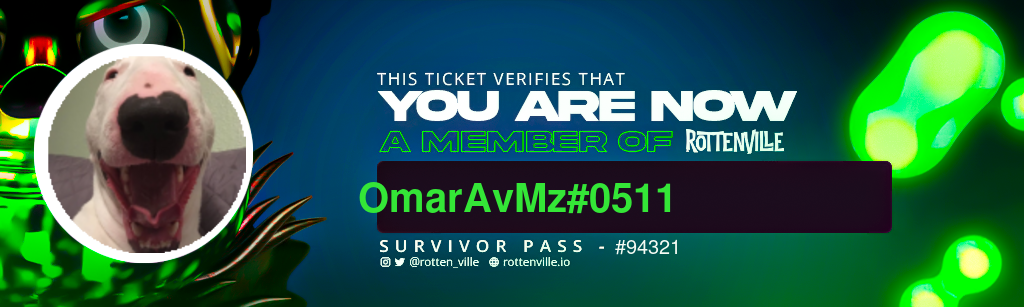 THIS TICKET VERIFIES THAT
YOU ARE NOW
A MEMBER OF ROTTENVILLE
OmarAvMz#0511
SURVIVOR PASS - #94321
@rotten_ville rottenville.io